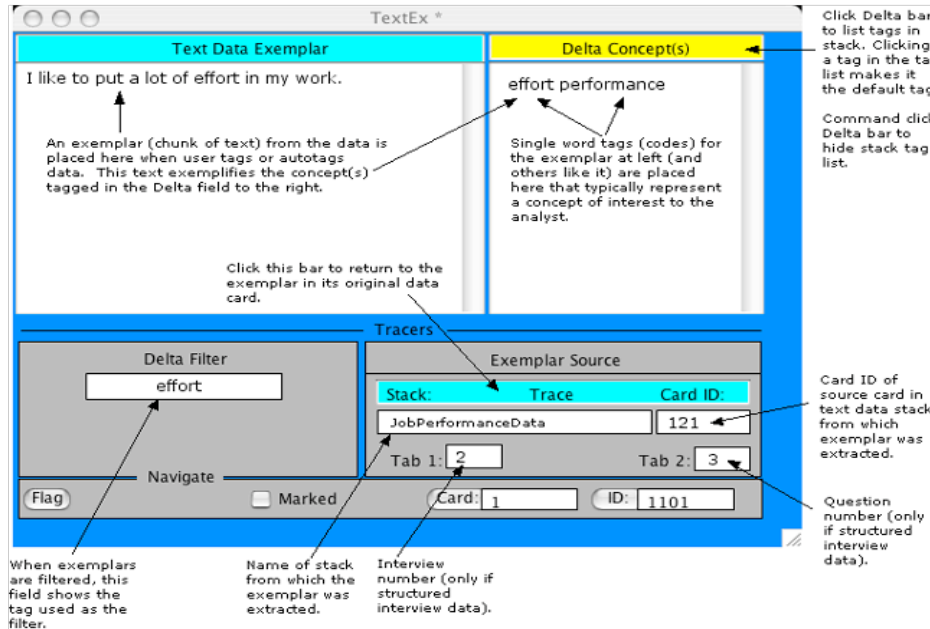 TextEx *
Text Data Exemplar
Delta Concept(s)
I like to put a lot of effort in my work.
effort performance
An exemplar (chunk of text) from the data is
placed here when user tags or autotags
data. This text exemplifies the concept(s)
tagged in the Delta field to the right.
Single word tags (codes) for
the exemplar at left (and
others like it) are placed
here that typically represent
a concept of interest to the
analyst.
Click Delta bar
to list tags in
stack. Clicking
a tag in the
list makes it
the default
Command
Delta bar to
hide stack tag
list.
Click this bar to return to the
exemplar in its original data
card.
Tracers
Delta Filter
effort
Exemplar Source
Stack: Trace Card ID:
JobPerformanceData 121
Tab 1: 2 Tab 2: 3
Card ID of
source card in
text data stack
from which
exemplar was
extracted.
Navigate
Flag Marked Card: 1 ID: 1101
Question
number (only
if structured
interview
data).
When exemplars
are filtered, this
field shows the
tag used as the
filter.
Name of stack
from which the
exemplar was
extracted.
Interview
number (only if
structured
interview data).